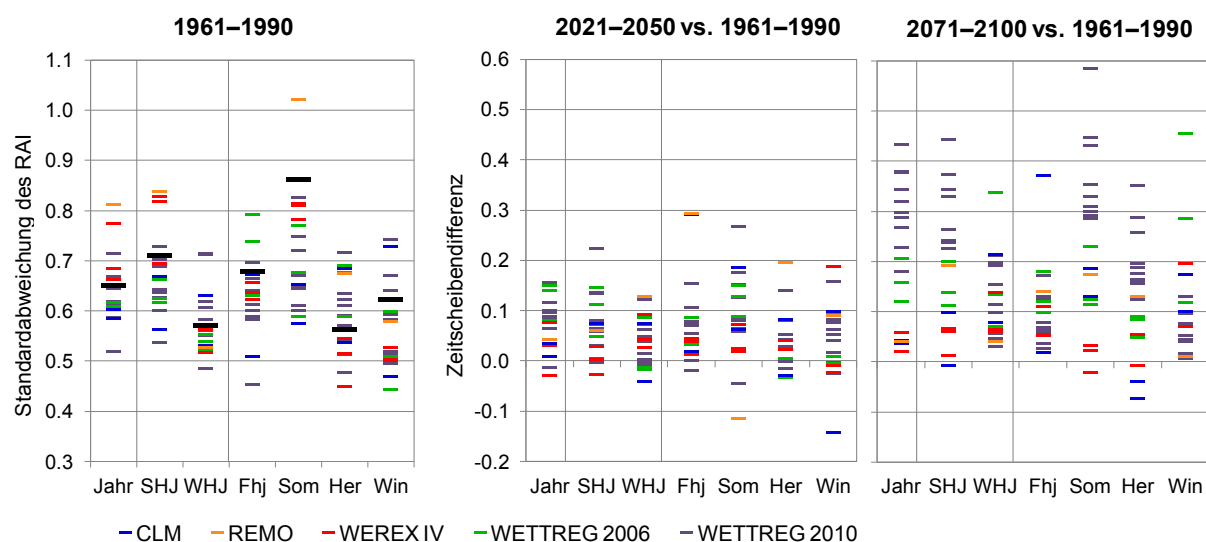 1961–1990
2021–2050 vs. 1961–1990
2071–2100 vs. 1961–1990
Standardabweichung des RAI
1.1
1.0
0.9
0.8
0.7
0.6
0.5
0.4
0.3
Jahr SHJ WHJ Fhj Som Her Win
Zeitscheibendifferenz
0.6
0.5
0.4
0.3
0.2
0.1
0.0
-0.1
-0.2
Jahr SHJ WHJ Fhj Som Her Win
Jahr SHJ WHJ Fhj Som Her Win
CLM REMO WEREX IV WETTREG 2006 WETTREG 2010